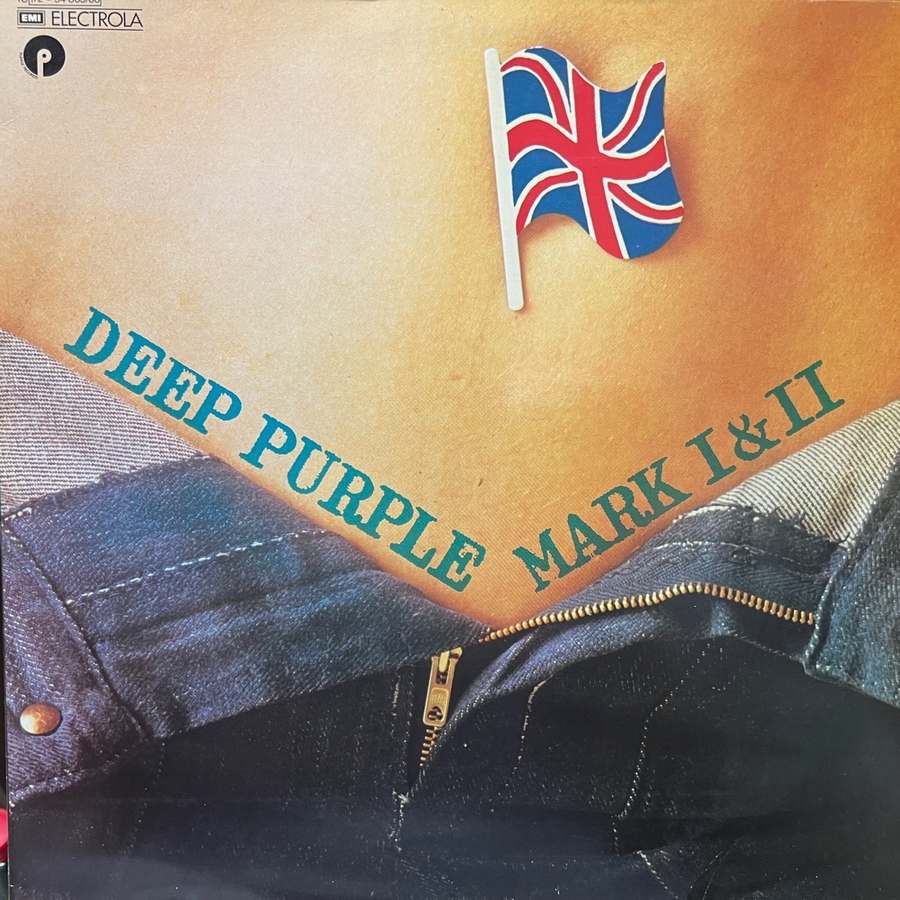 EMI ELECTROLA
DEEP PURPLE
MARK I & II